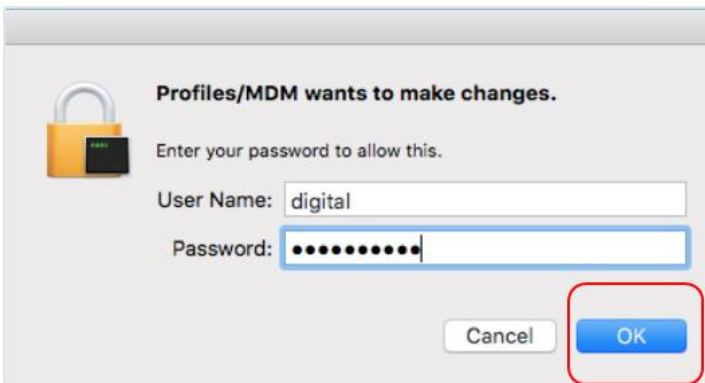 Profiles/MDM wants to make changes.
Enter your password to allow this.
User Name: digital
Password: ●●●●●●●●●●
Cancel OK